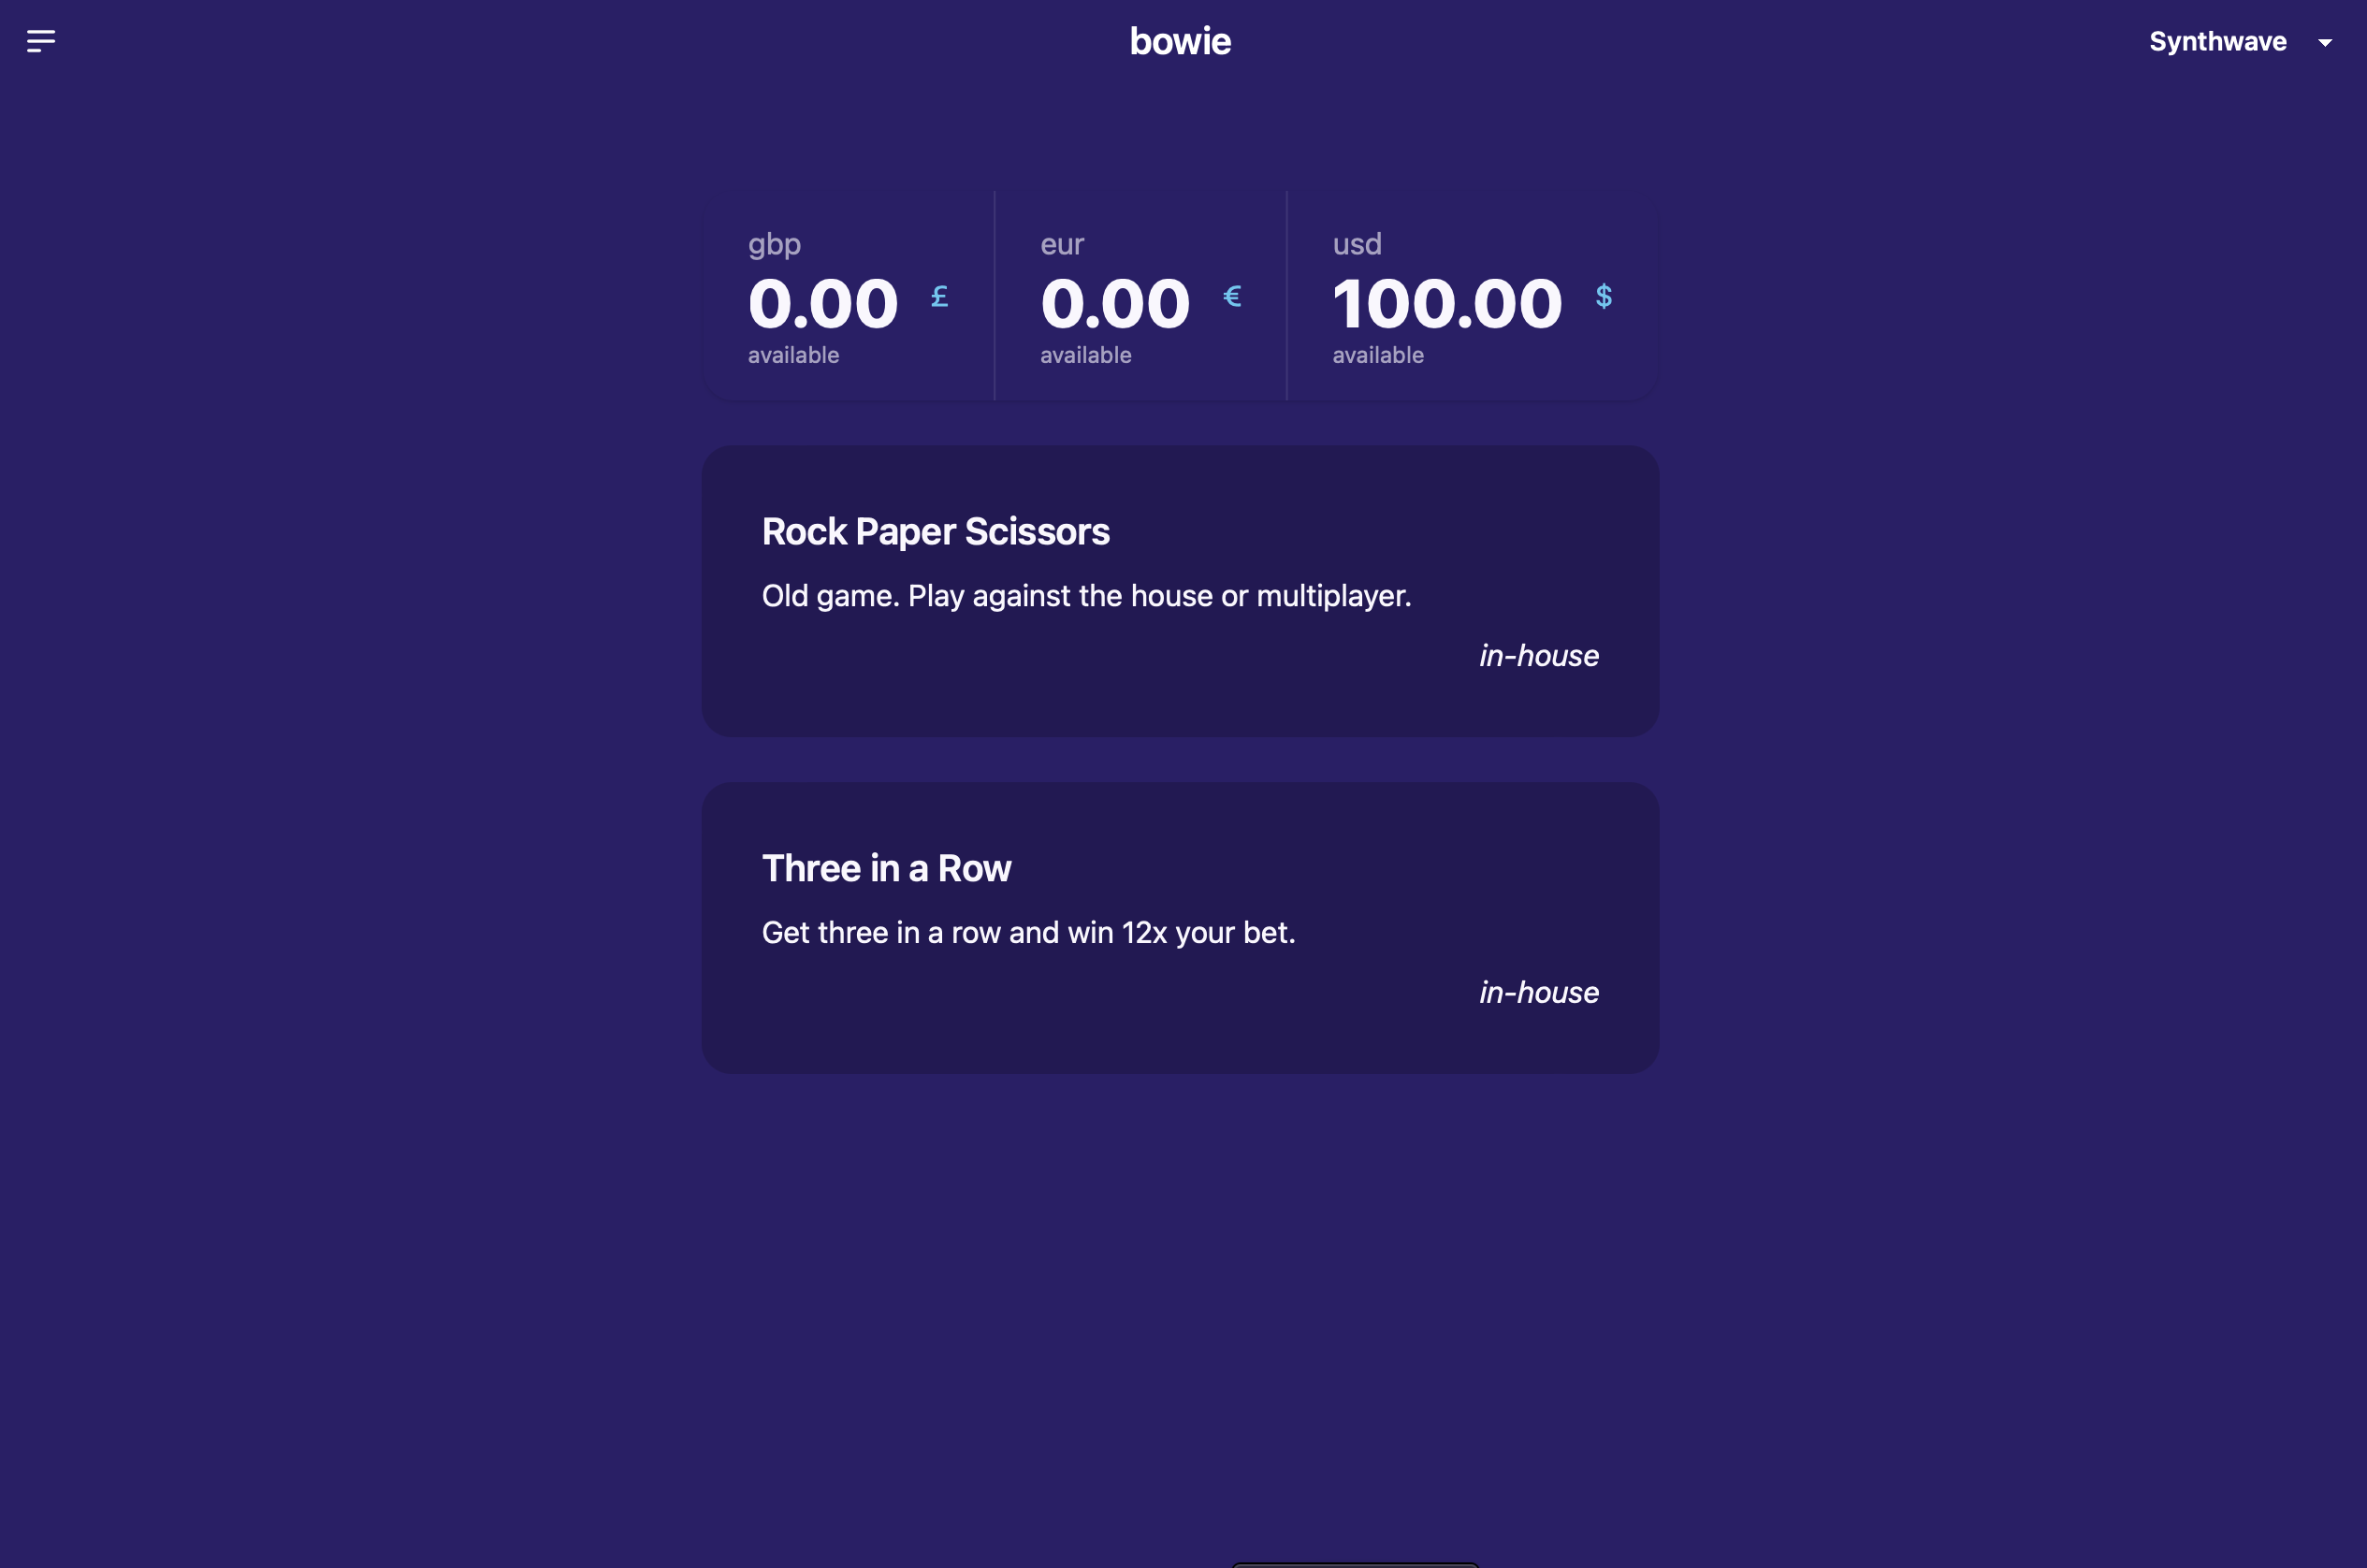 bowie
Synthwave
gbp
0.00 £
available
eur
0.00 €
available
usd
100.00 $
available
Rock Paper Scissors
Old game. Play against the house or multiplayer.
in-house
Three in a Row
Get three in a row and win 12x your bet.
in-house